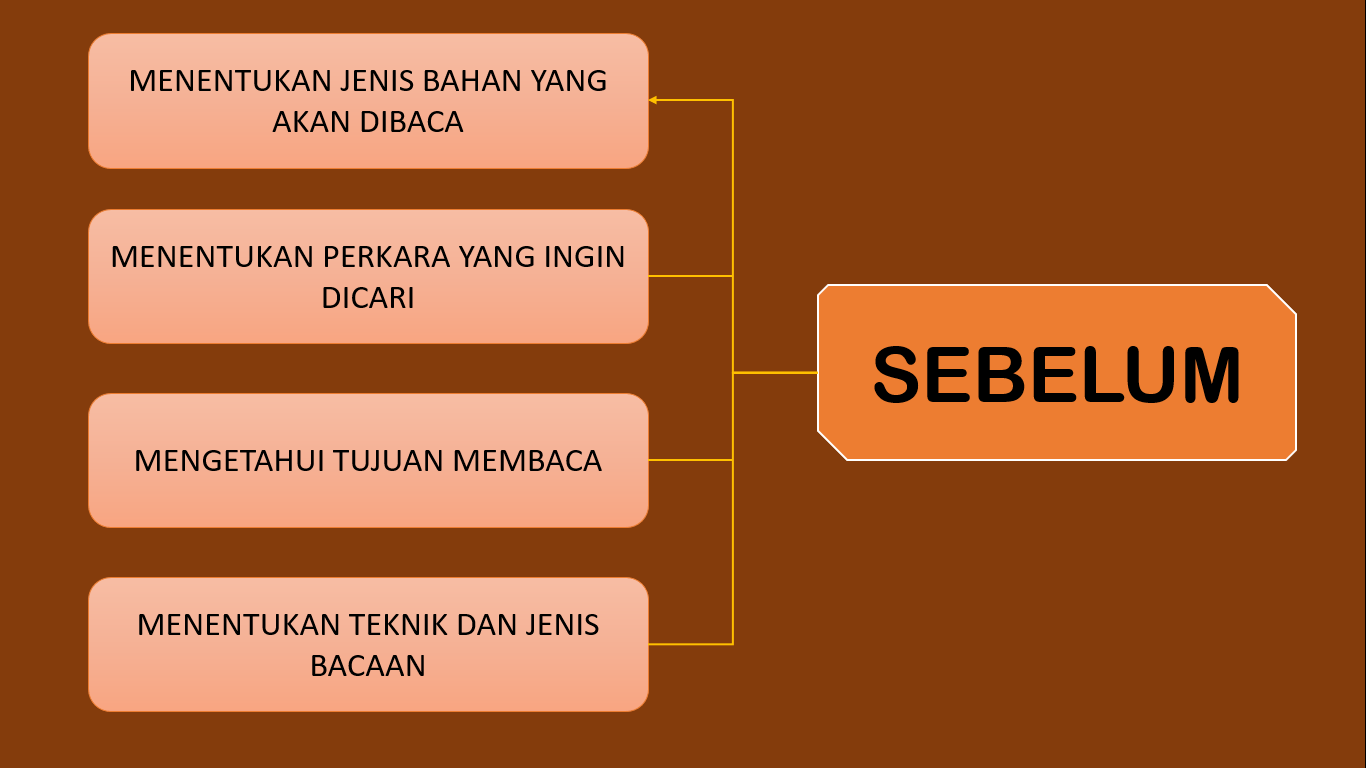 MENENTUKAN JENIS BAHAN YANG
AKAN DIBACA
MENENTUKAN PERKARA YANG INGIN
DICARI
MENGETAHUI TUJUAN MEMBACA
MENENTUKAN TEKNIK DAN JENIS
BACAAN
SEBELUM